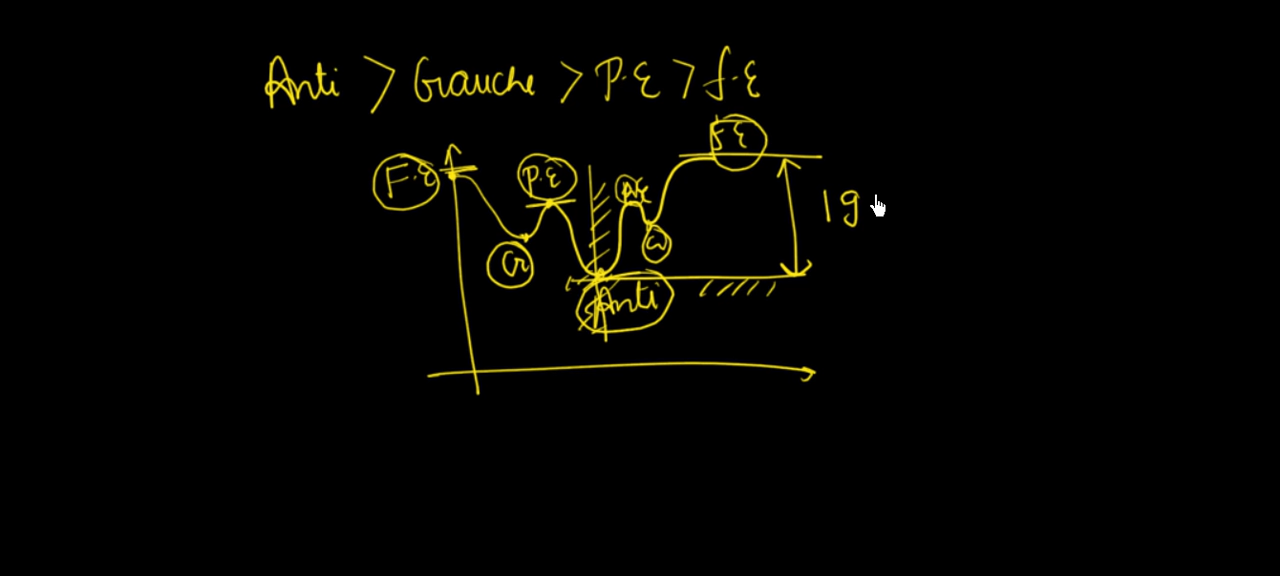 Anti > Gauche > P.E > f.E
F.E P.E P.E F.E
19
Gr G
Anti